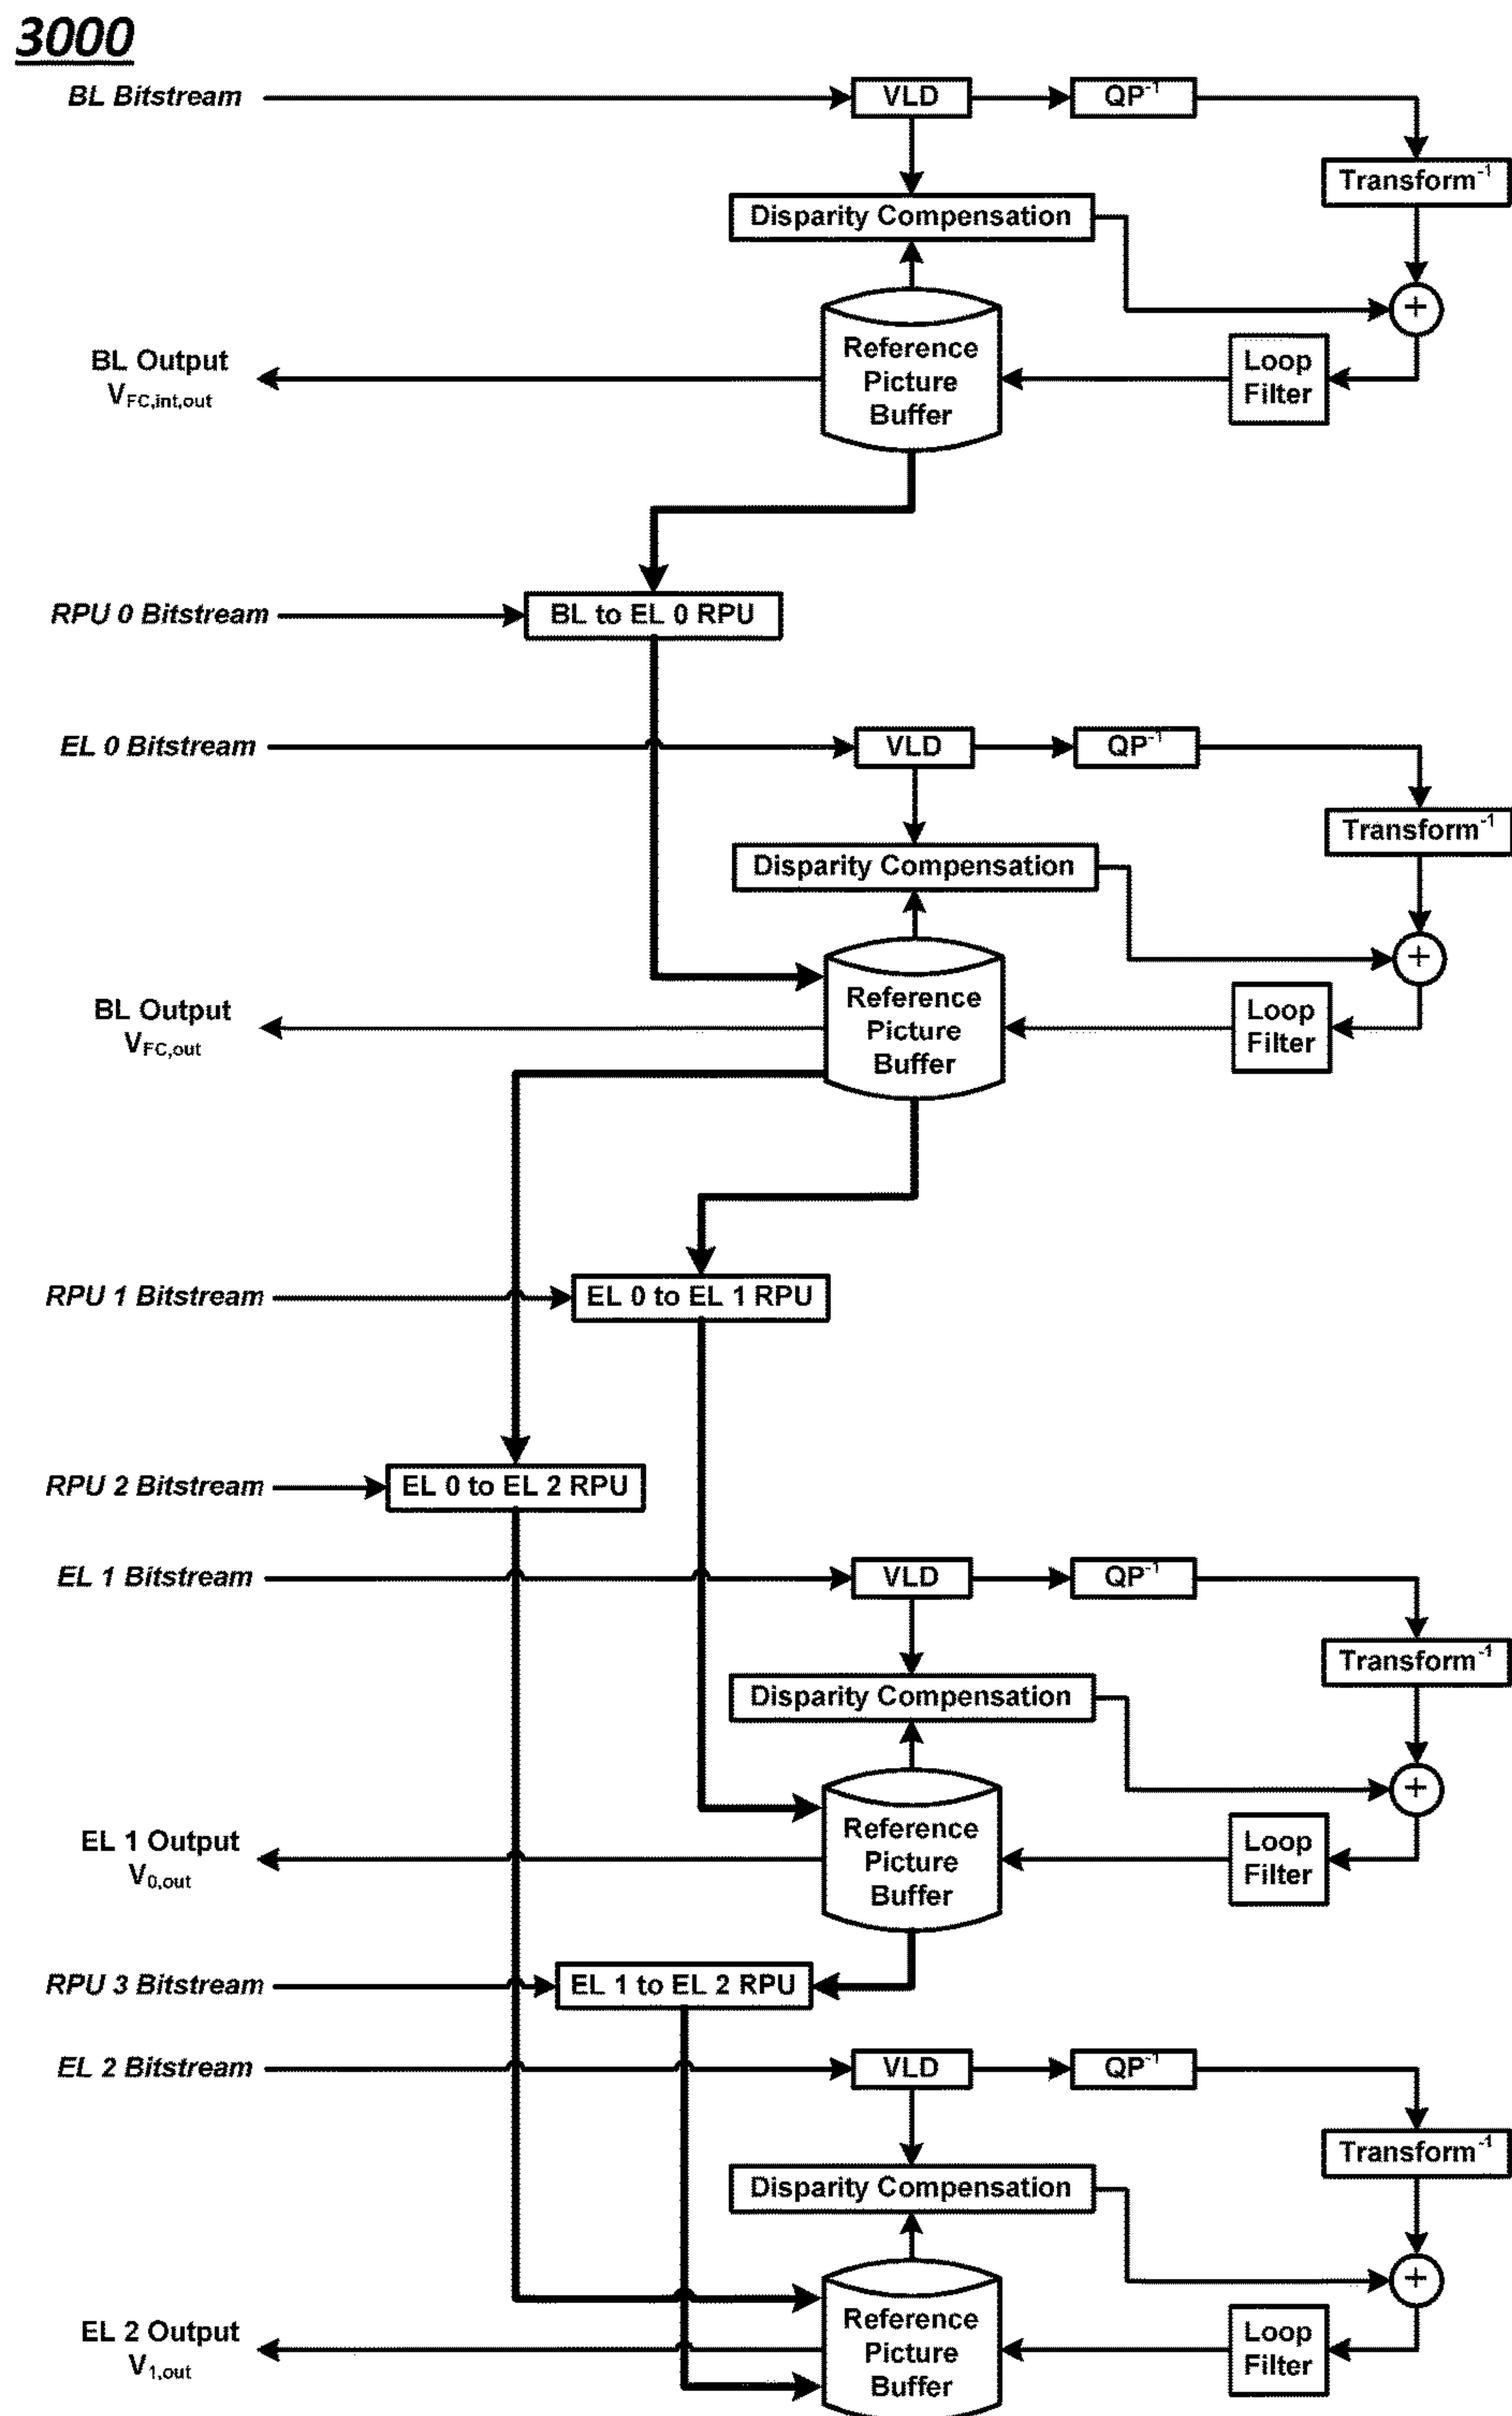 3000
BL Bitstream
VLD
QP⁻¹
Transform⁻¹
Disparity Compensation
+
BL Output
V_FC,int,out
Reference
Picture
Buffer
Loop
Filter
RPU 0 Bitstream
BL to EL 0 RPU
EL 0 Bitstream
VLD
QP⁻¹
Transform⁻¹
Disparity Compensation
+
BL Output
V_FC,out
Reference
Picture
Buffer
Loop
Filter
RPU 1 Bitstream
EL 0 to EL 1 RPU
RPU 2 Bitstream
EL 0 to EL 2 RPU
EL 1 Bitstream
VLD
QP⁻¹
Transform⁻¹
Disparity Compensation
+
EL 1 Output
V_0,out
Reference
Picture
Buffer
Loop
Filter
RPU 3 Bitstream
EL 1 to EL 2 RPU
EL 2 Bitstream
VLD
QP⁻¹
Transform⁻¹
Disparity Compensation
+
EL 2 Output
V_1,out
Reference
Picture
Buffer
Loop
Filter